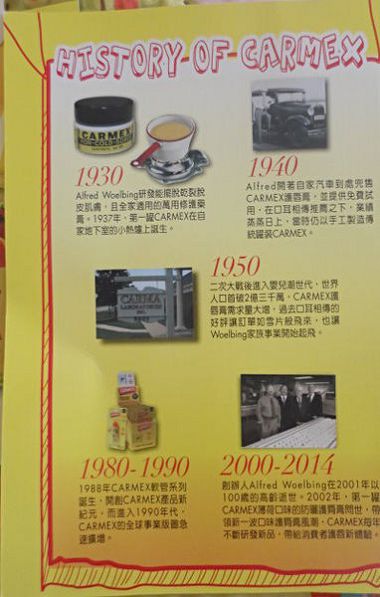 HISTORY OF CARMEX
CARMEX
FOR-COLD-SORES
1930
Alfred Woelbing研發能擺脫乾裂脫
皮肌膚，且全家適用的萬用修護藥
膏。1937年，第一罐CARMEX在自
家地下室的小熱爐上誕生。
1940
Alfred開著自家汽車到處兜售
CARMEX護唇膏，並提供免費試
用，在口耳相傳推薦之下，業績
蒸蒸日上，當時仍以手工製造傳
統罐裝CARMEX。
CARMA
LABORATORIES
INC.
1950
二次大戰後進入嬰兒潮世代，世界
人口首破2億三千萬，CARMEX護
唇膏需求量大增，過去口耳相傳的
好評讓訂單如雪片般飛來，也讓
Woelbing家族事業開始起飛。
1980-1990
1988年CARMEX軟管系列
誕生，開創CARMEX產品新
紀元，而進入1990年代，
CARMEX的全球事業版圖急
速擴增。
2000-2014
創辦人Alfred Woelbing在2001年以
100歲的高齡逝世。2002年，第一罐
CARMEX薄荷口味的防曬護唇膏問世，帶
領新一波口味護唇膏風潮，CARMEX每年
不斷研發新品，帶給消費者護唇新體驗。